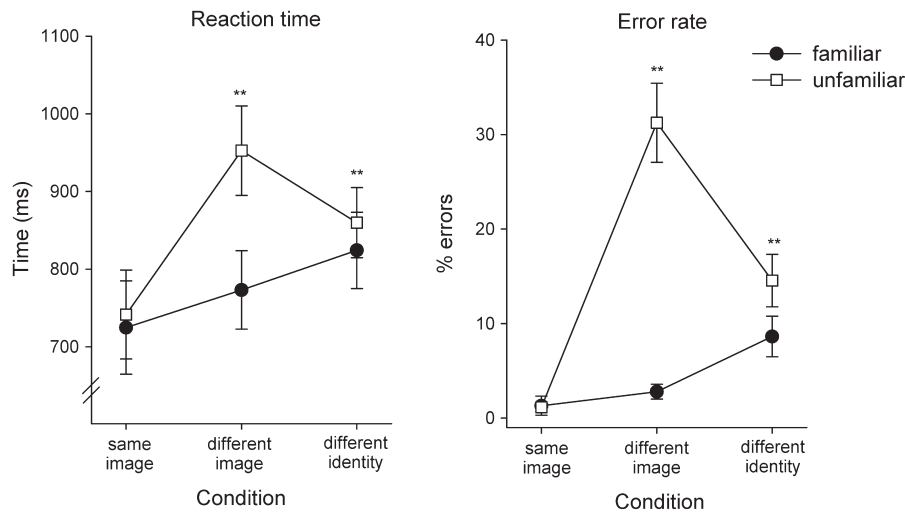 Reaction time
1100
1000
900
800
700
Time (ms)
**
**
same
image
different
image
different
identity
Condition
Error rate
40
30
20
10
0
% errors
**
**
same
image
different
image
different
identity
Condition
familiar
unfamiliar